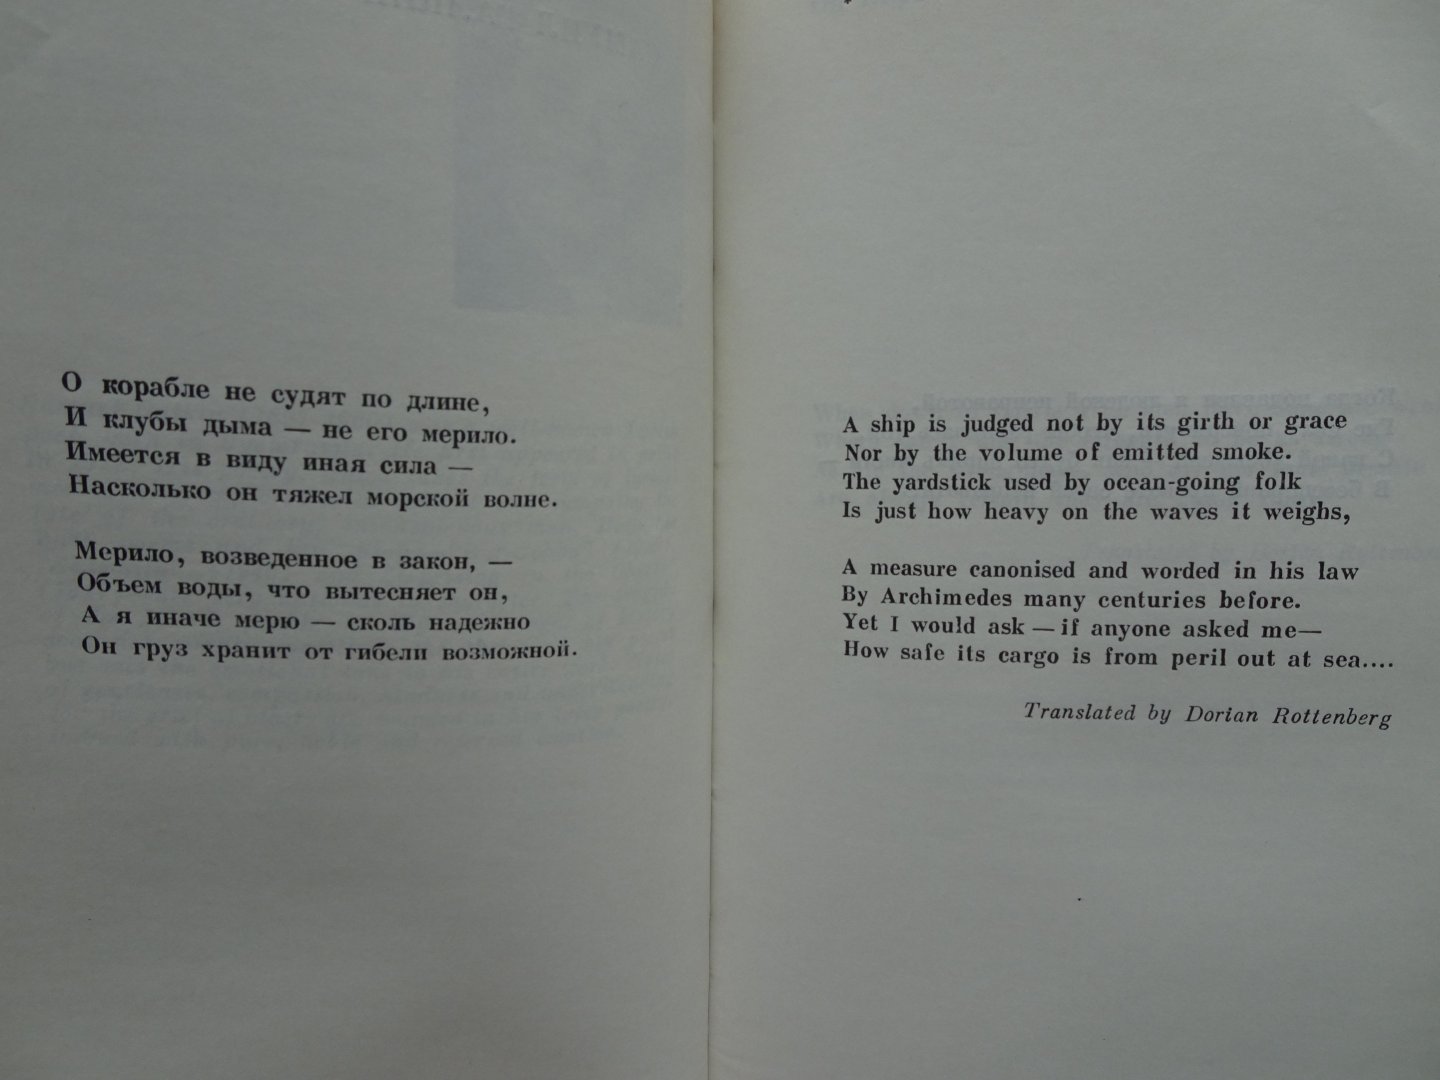 О корабле не судят по длине,
И клубы дыма — не его мерило.
Имеется в виду иная сила —
Насколько он тяжел морской волне.
Мерило, возведенное в закон, —
Объем воды, что вытесняет он,
А я иначе мерю — сколь надежно
Он груз хранит от гибели возможной.
A ship is judged not by its girth or grace
Nor by the volume of emitted smoke.
The yardstick used by ocean-going folk
Is just how heavy on the waves it weighs,
A measure canonised and worded in his law
By Archimedes many centuries before.
Yet I would ask — if anyone asked me—
How safe its cargo is from peril out at sea....
Translated by Dorian Rottenberg